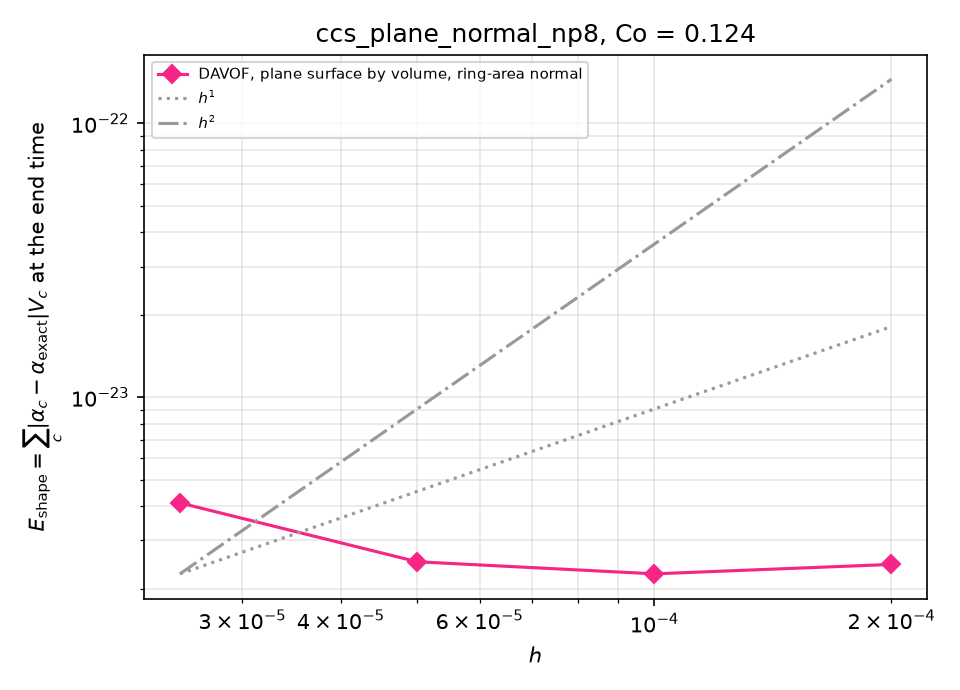 ccs_plane_normal_np8, Co = 0.124
DAVOF, plane surface by volume, ring-area normal
h¹
h²
E_shape = ∑_c |α_c − α_exact|V_c at the end time
10⁻²²
10⁻²³
3 × 10⁻⁵ 4 × 10⁻⁵ 6 × 10⁻⁵ 10⁻⁴ 2 × 10⁻⁴
h